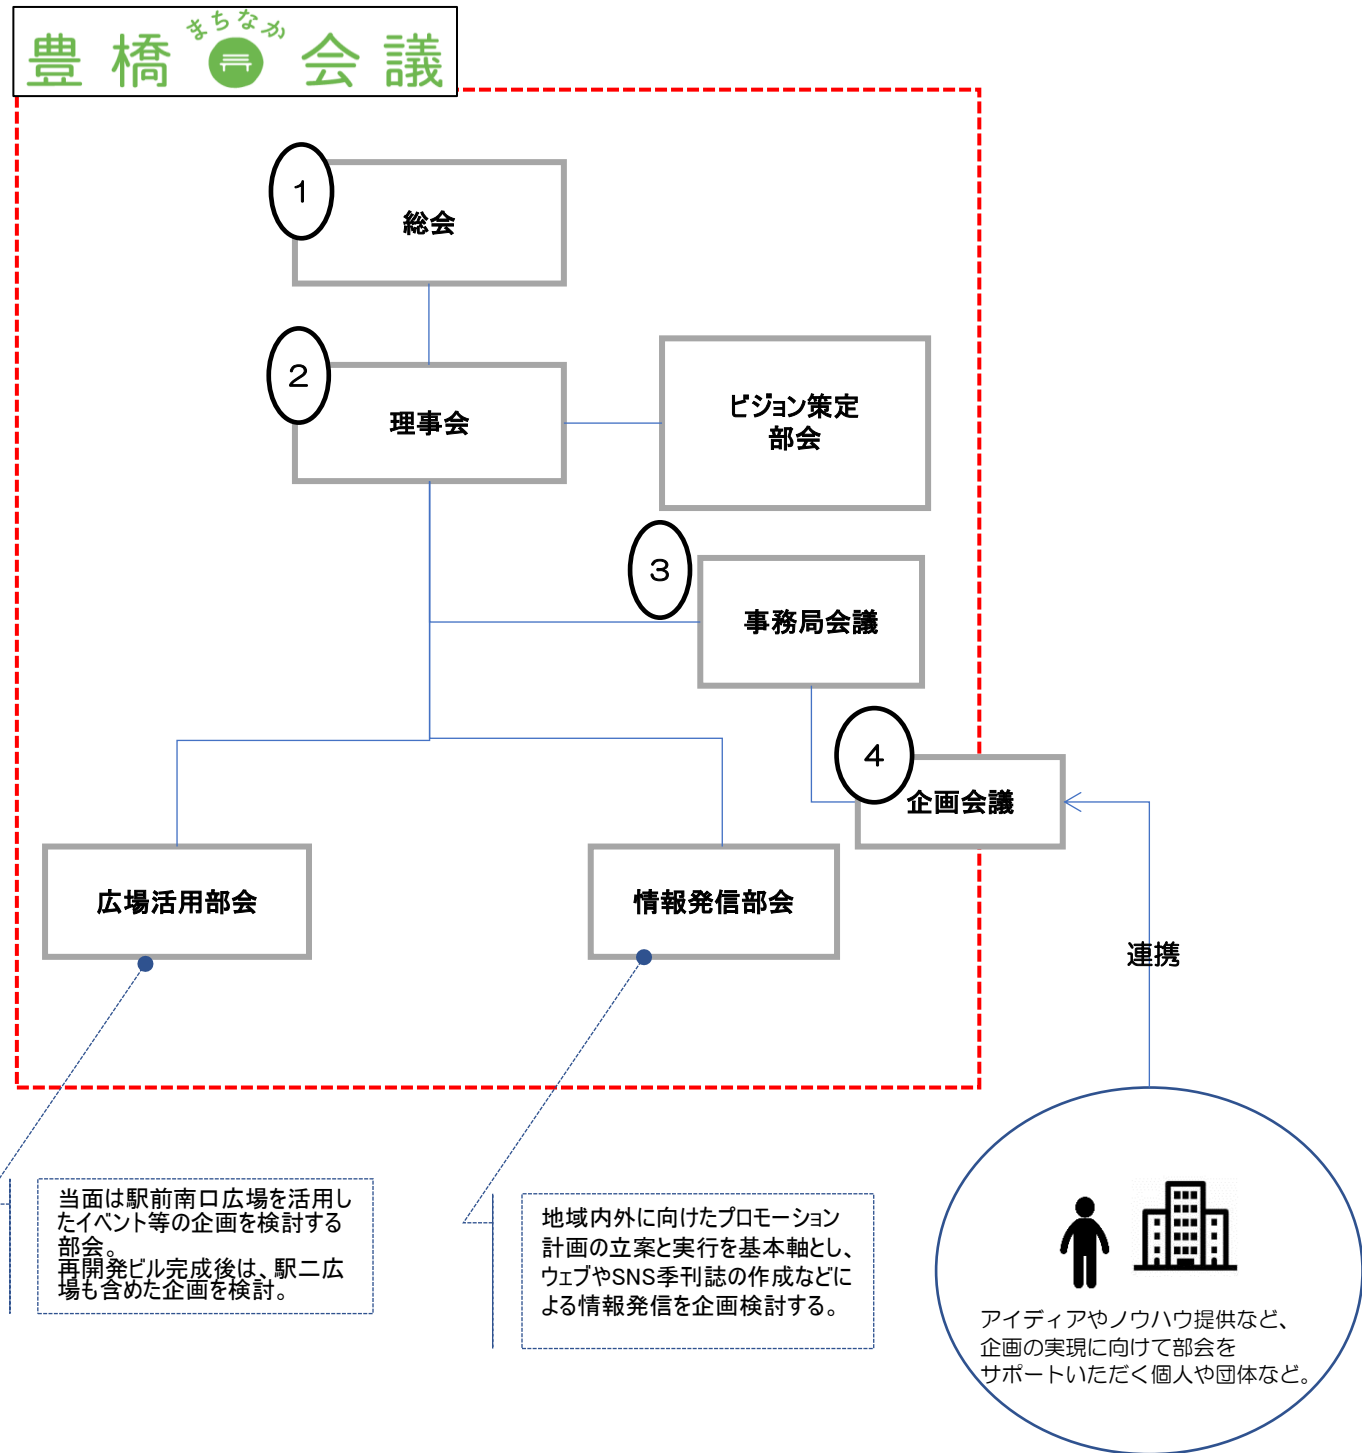 豊橋まちなか会議
1
総会
2
理事会
ビジョン策定
部会
3
事務局会議
4
企画会議
広場活用部会
情報発信部会
連携
当面は駅前南口広場を活用し
たイベント等の企画を検討する
部会。
再開発ビル完成後は、駅二広
場も含めた企画を検討。
地域内外に向けたプロモーション
計画の立案と実行を基本軸とし、
ウェブやSNS季刊誌の作成などに
よる情報発信を企画検討する。
アイディアやノウハウ提供など、
企画の実現に向けて部会を
サポートいただく個人や団体など。